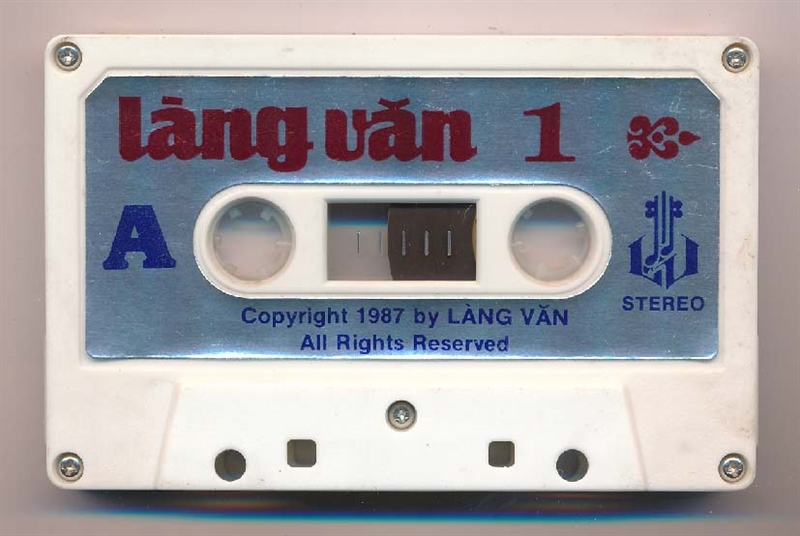 làng văn 1
A
STEREO
Copyright 1987 by LÀNG VĂN
All Rights Reserved